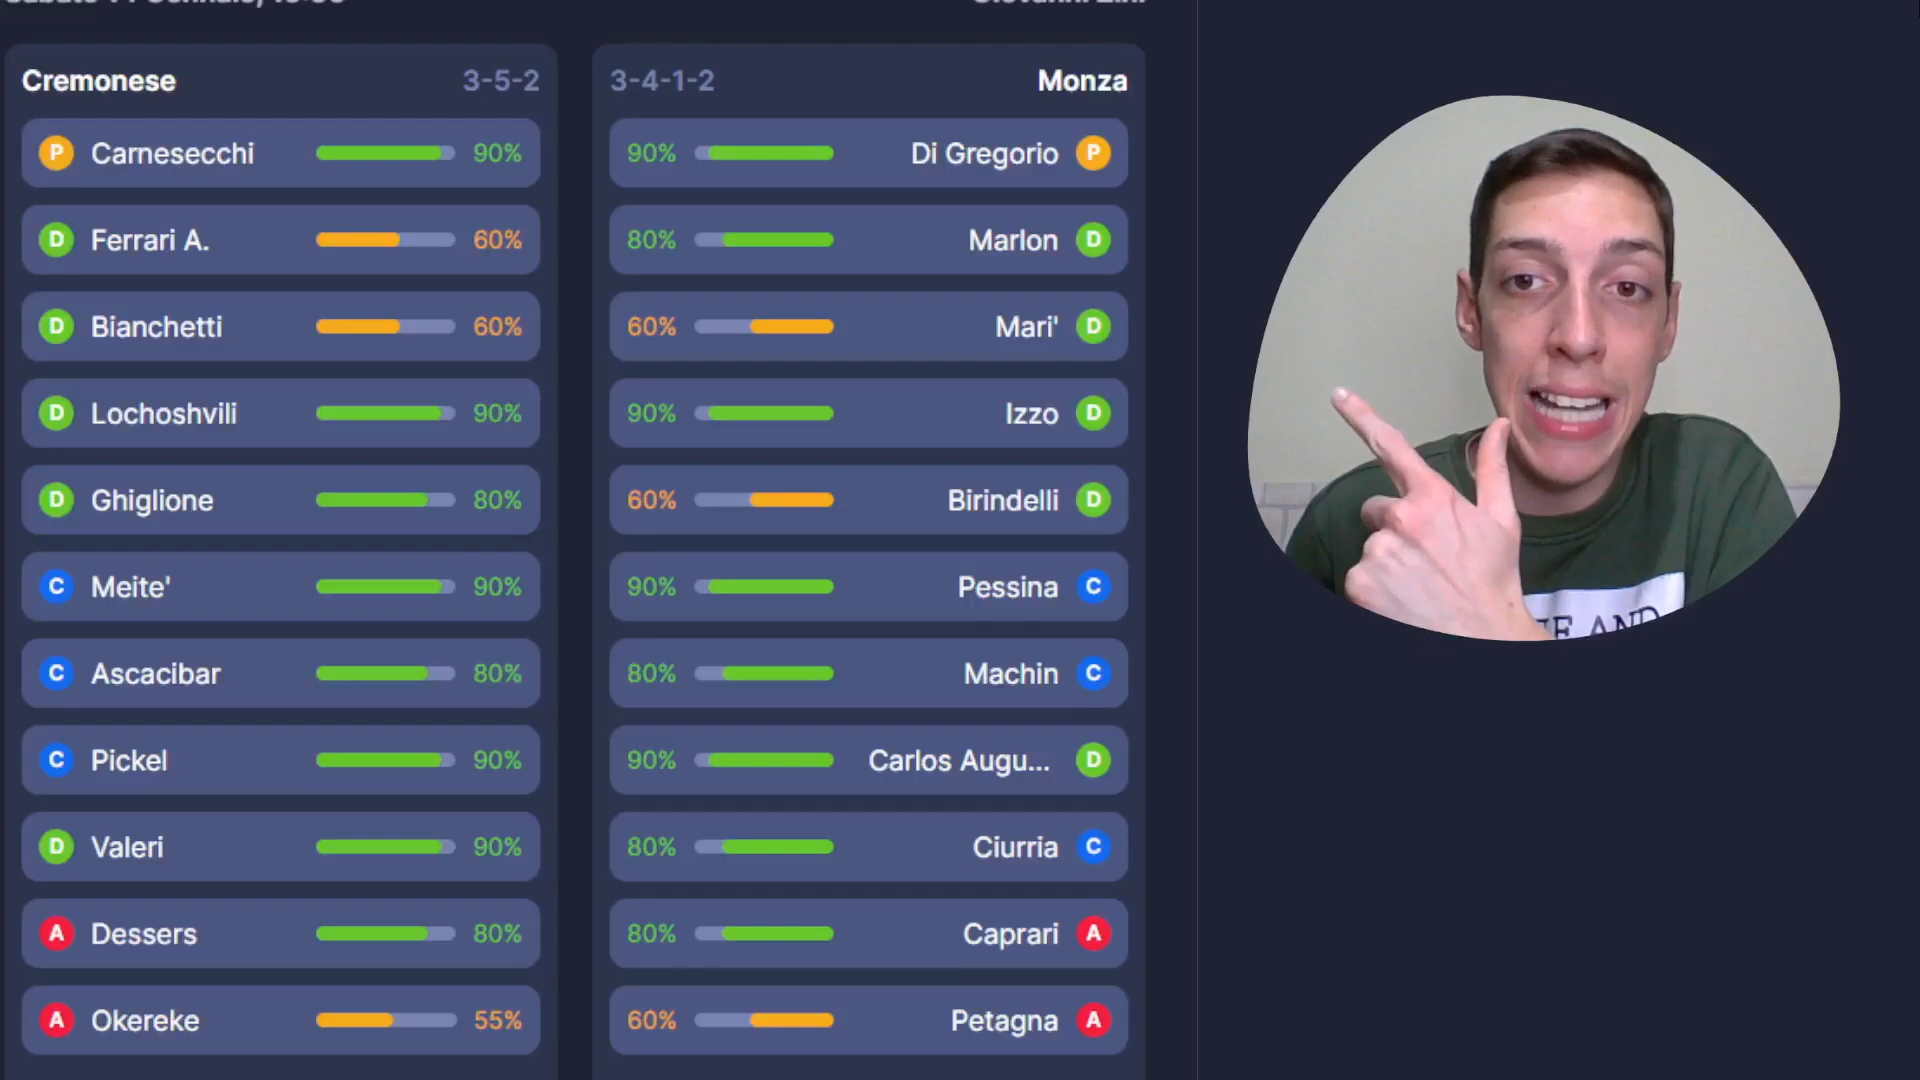 Cremonese 3-5-2
P Carnesecchi 90%
D Ferrari A. 60%
D Bianchetti 60%
D Lochoshvili 90%
D Ghiglione 80%
C Meite' 90%
C Ascacibar 80%
C Pickel 90%
D Valeri 90%
A Dessers 80%
A Okereke 55%
3-4-1-2 Monza
90% Di Gregorio P
80% Marlon D
60% Mari' D
90% Izzo D
60% Birindelli D
90% Pessina C
80% Machin C
90% Carlos Augu... D
80% Ciurria C
80% Caprari A
60% Petagna A
AND